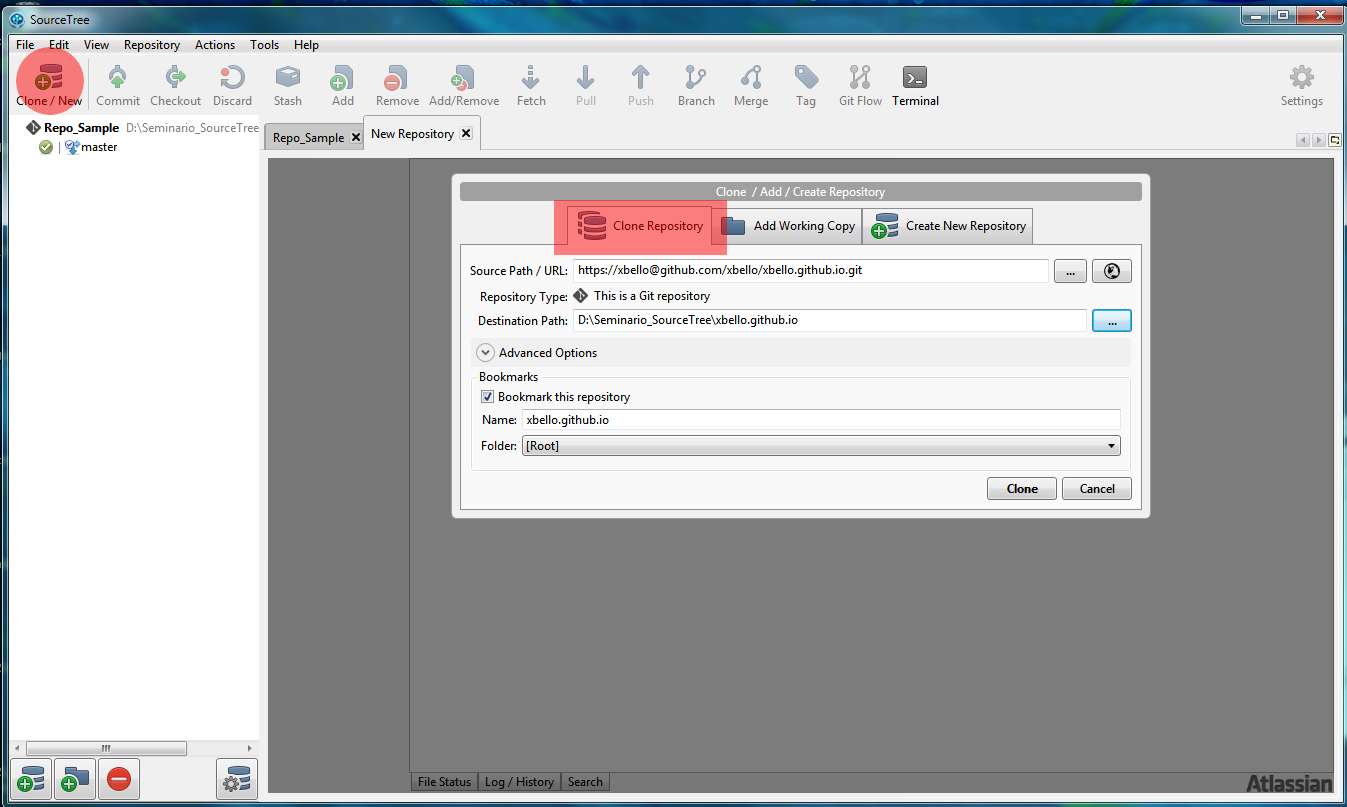 SourceTree
File Edit View Repository Actions Tools Help
Clone / New Commit Checkout Discard Stash Add Remove Add/Remove Fetch Pull Push Branch Merge Tag Git Flow Terminal Settings
Repo_Sample D:\Seminario_SourceTree
master
Repo_Sample New Repository
Clone / Add / Create Repository
Clone Repository Add Working Copy Create New Repository
Source Path / URL: https://xbello@github.com/xbello/xbello.github.io.git ...
Repository Type: This is a Git repository
Destination Path: D:\Seminario_SourceTree\xbello.github.io ...
Advanced Options
Bookmarks
Bookmark this repository
Name: xbello.github.io
Folder: [Root]
Clone Cancel
File Status Log / History Search
Atlassian